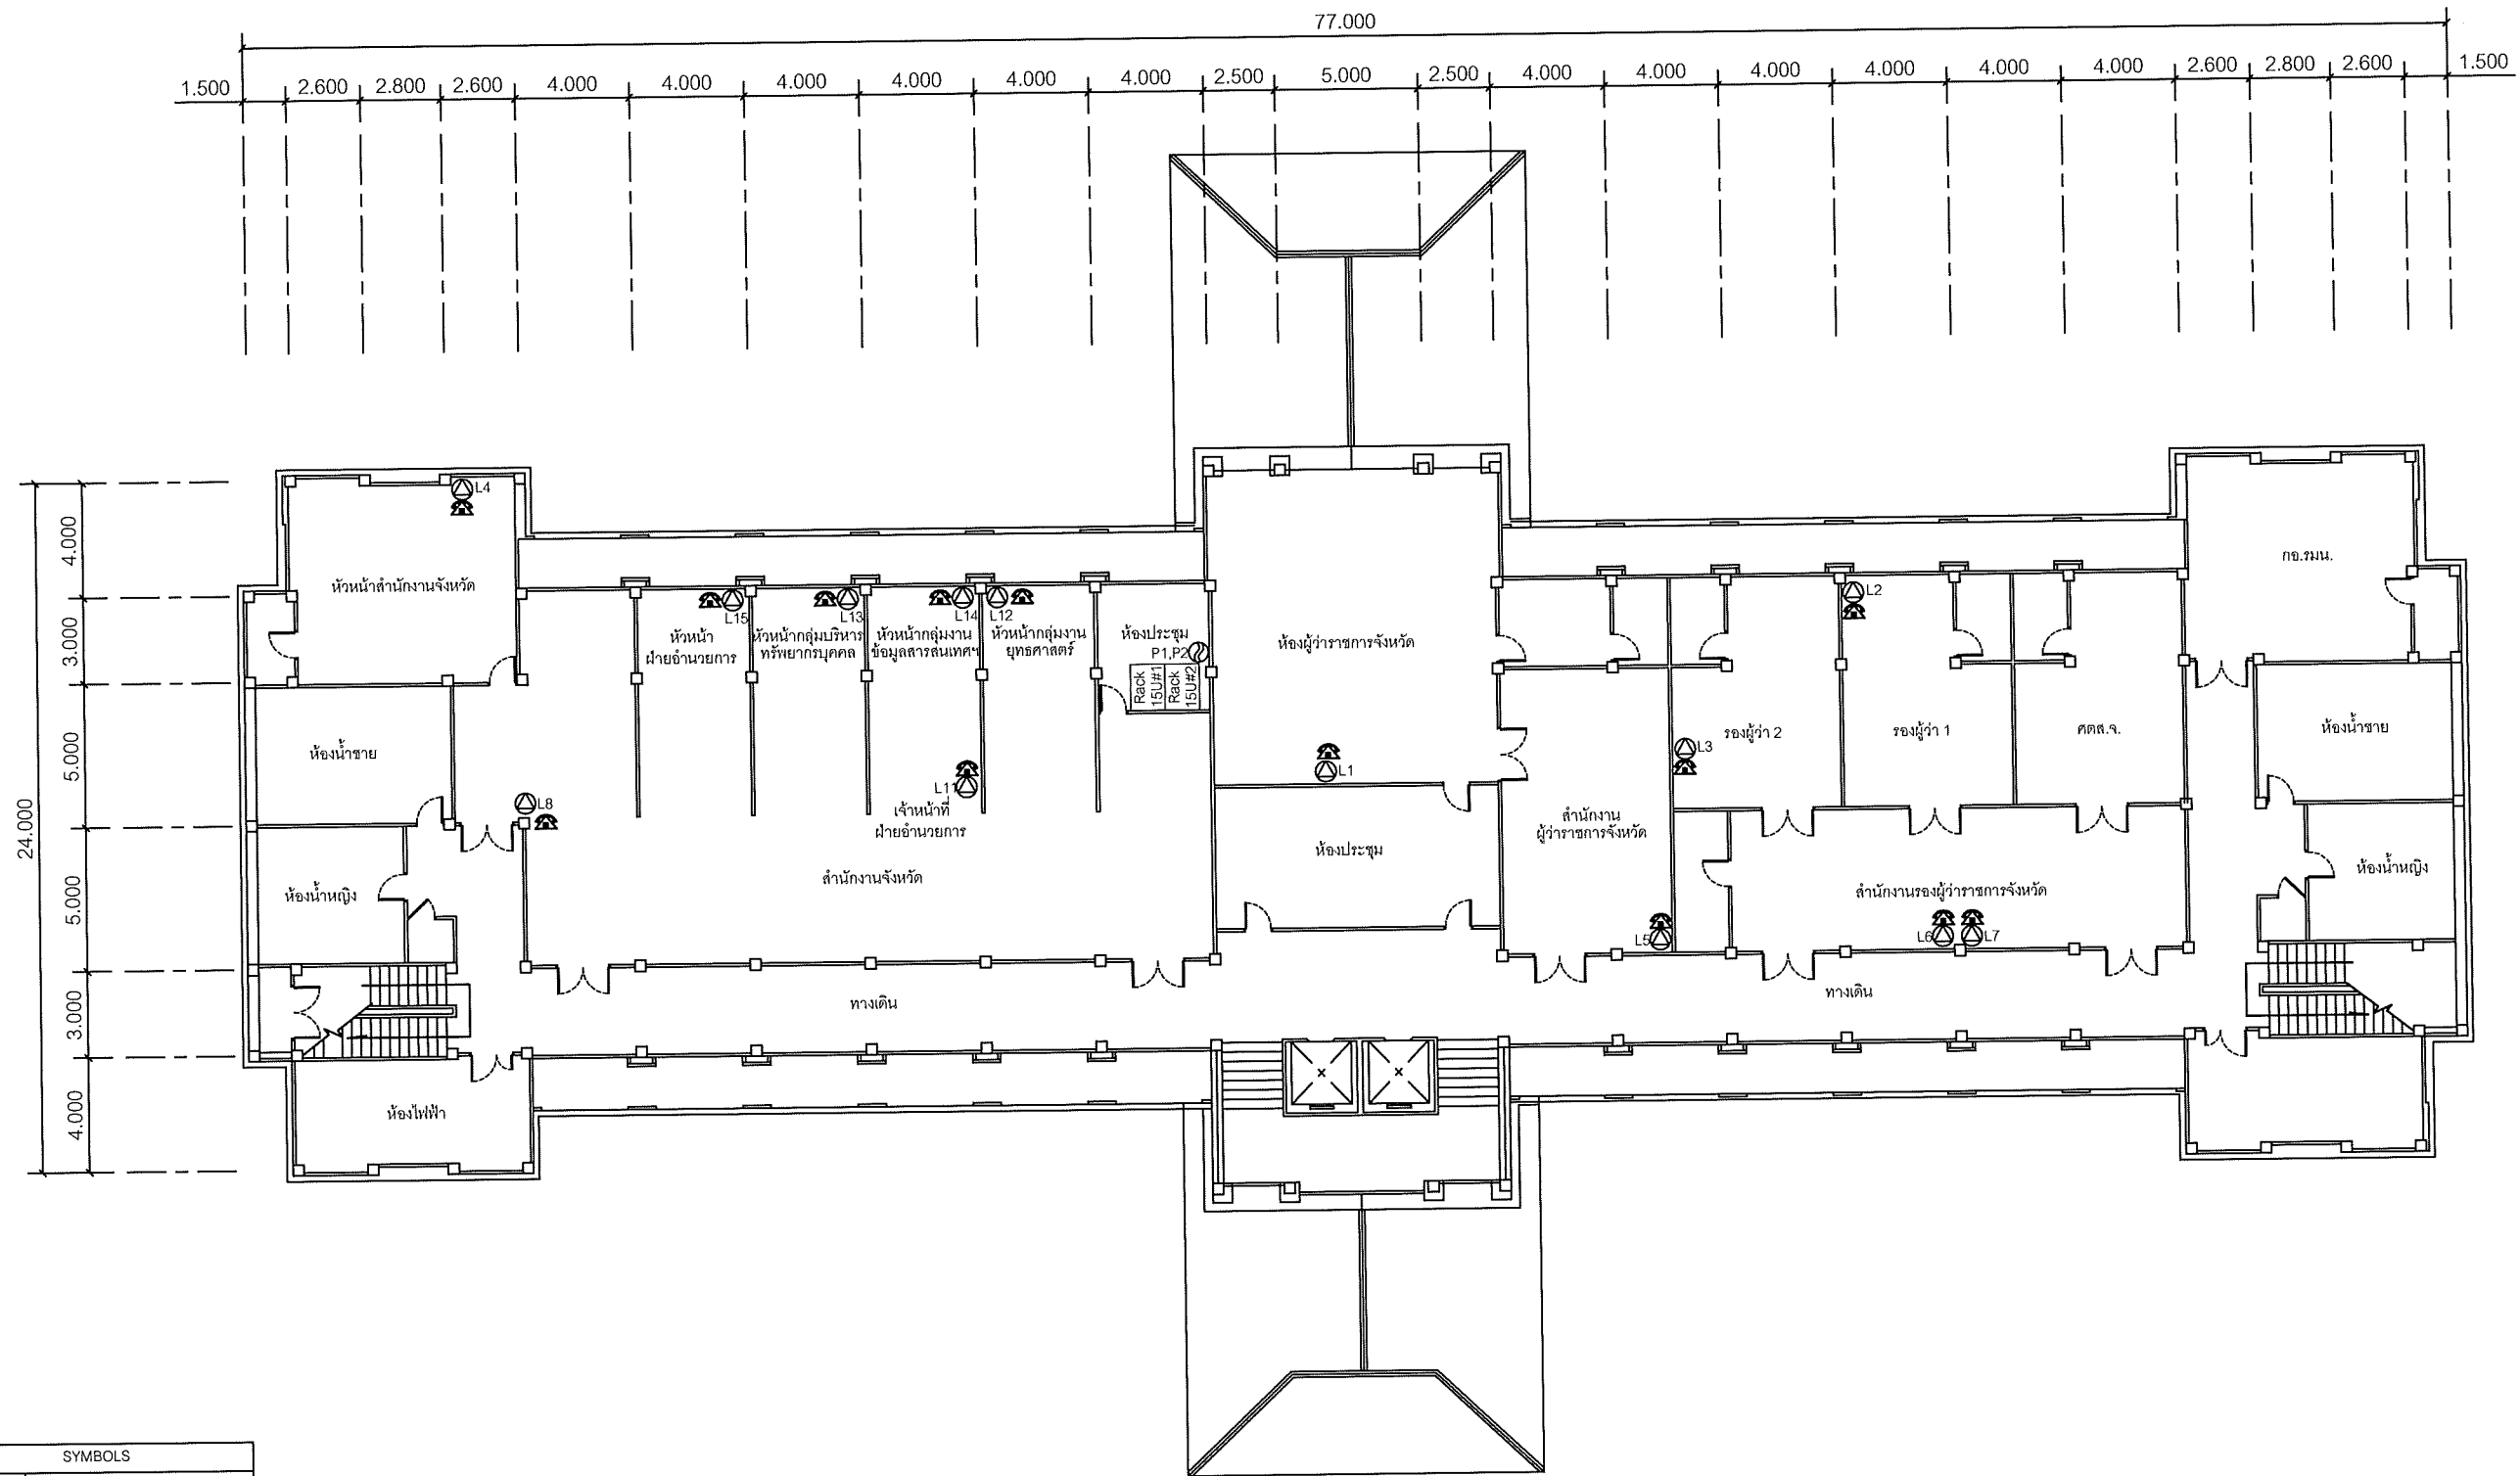 77.000
1.500 2.600 2.800 2.600 4.000 4.000 4.000 4.000 4.000 4.000 2.500 5.000 2.500 4.000 4.000 4.000 4.000 4.000 4.000 2.600 2.800 2.600 1.500
24.000
4.000
3.000
5.000
5.000
3.000
4.000
L4
หัวหน้าสำนักงานจังหวัด
ห้องน้ำชาย
ห้องน้ำหญิง
ห้องไฟฟ้า
L8
L15
หัวหน้า
ฝ่ายอำนวยการ
L13
หัวหน้ากลุ่มบริหาร
ทรัพยากรบุคคล
L14
หัวหน้ากลุ่มงาน
ข้อมูลสารสนเทศฯ
L12
หัวหน้ากลุ่มงาน
ยุทธศาสตร์
ห้องประชุม
P1,P2
Rack
15U#1
Rack
15U#2
L11
เจ้าหน้าที่
ฝ่ายอำนวยการ
สำนักงานจังหวัด
ทางเดิน
ห้องผู้ว่าราชการจังหวัด
L1
ห้องประชุม
สำนักงาน
ผู้ว่าราชการจังหวัด
L5
L3
รองผู้ว่า 2
L2
รองผู้ว่า 1
ศตส.จ.
สำนักงานรองผู้ว่าราชการจังหวัด
L6
L7
ทางเดิน
กอ.รมน.
ห้องน้ำชาย
ห้องน้ำหญิง
x
x
SYMBOLS